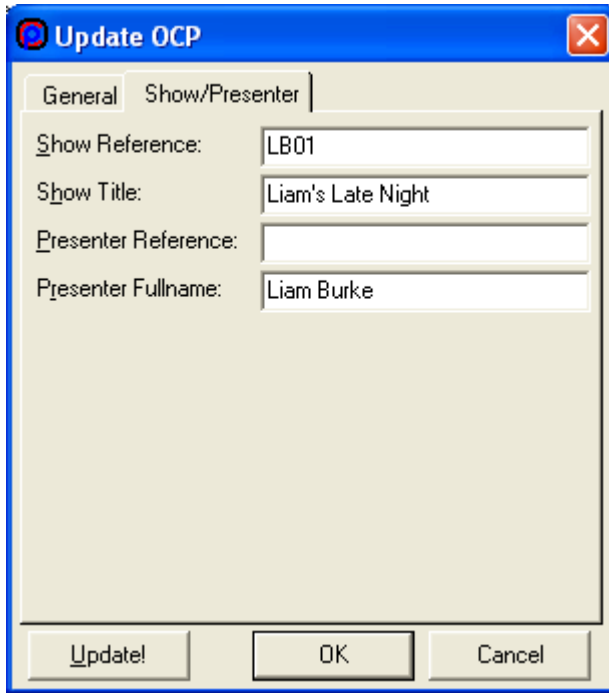 Update OCP
General Show/Presenter
Show Reference: LB01
Show Title: Liam's Late Night
Presenter Reference:
Presenter Fullname: Liam Burke
Update! OK Cancel